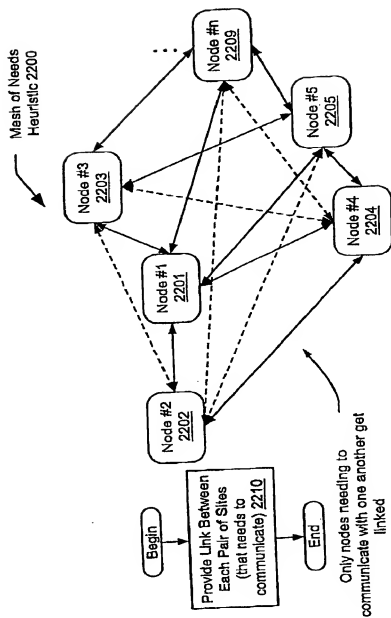 Mesh of Needs
Heuristic 2200
Begin
Provide Link Between
Each Pair of Sites
(that needs to
communicate) 2210
End
Node #2
2202
Node #1
2201
Node #3
2203
Node #n
2209
Node #5
2205
Node #4
2204
...
Only nodes needing to
communicate with one another get
linked